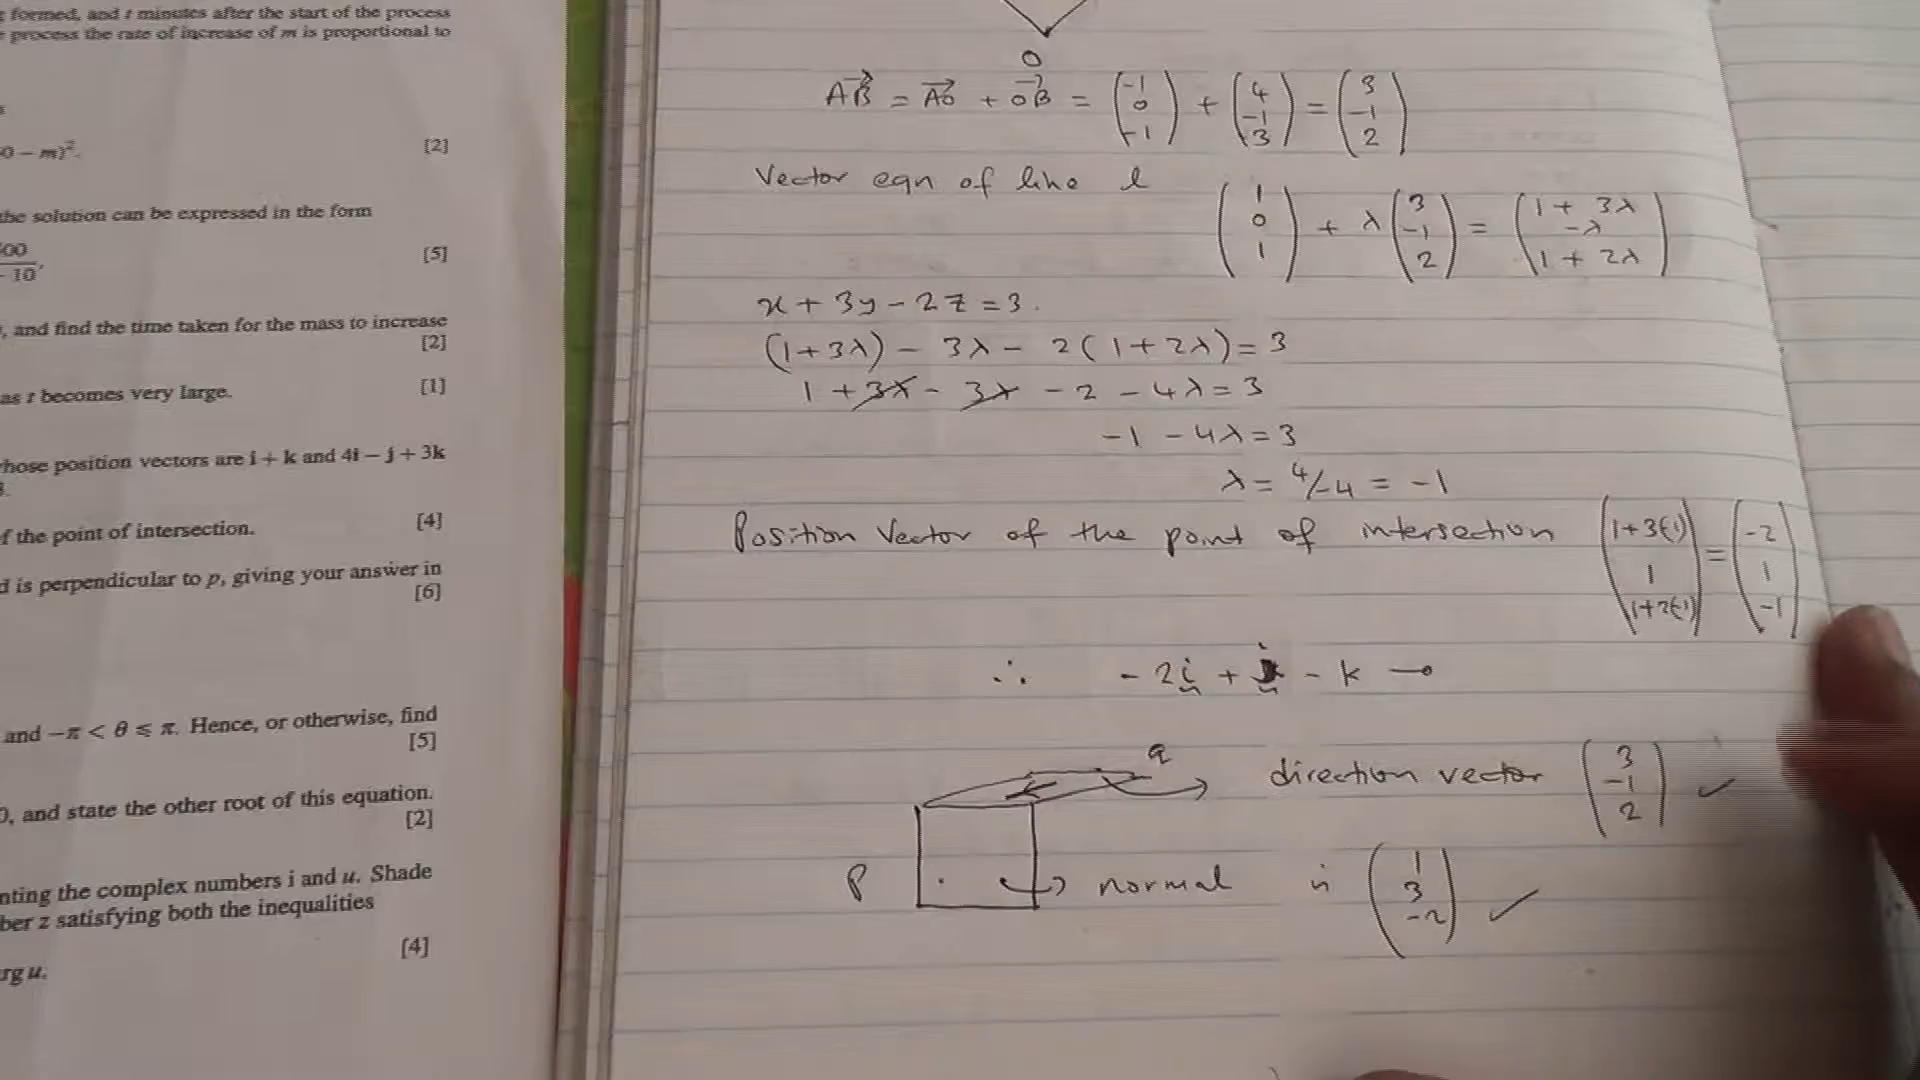 formed, and t minutes after the start of the process
process the rate of increase of m is proportional to
0 − m)².
[2]
the solution can be expressed in the form
500
− 10′
[5]
, and find the time taken for the mass to increase
[2]
as t becomes very large.
[1]
whose position vectors are i + k and 4i − j + 3k
f the point of intersection.
[4]
d is perpendicular to p, giving your answer in
[6]
and −π < θ ⩽ π. Hence, or otherwise, find
[5]
0, and state the other root of this equation.
[2]
nting the complex numbers i and u. Shade
ber z satisfying both the inequalities
[4]
rg u.
O
AB = AO + OB = (-1 0 -1) + (4 -1 3) = (3 -1 2)
Vector eqn of line l
(1 0 1) + λ (3 -1 2) = (1 + 3λ -λ 1 + 2λ)
x + 3y - 2z = 3.
(1+3λ) - 3λ - 2(1+2λ) = 3
1 + 3λ - 3λ - 2 - 4λ = 3
-1 - 4λ = 3
λ = 4/-4 = -1
Position Vector of the point of intersection (1+3(-1) 1 1+2(-1)) = (-2 1 -1)
∴ -2i + j - k
q
direction vector (3 -1 2) ✓
P
normal is (1 3 -2) ✓